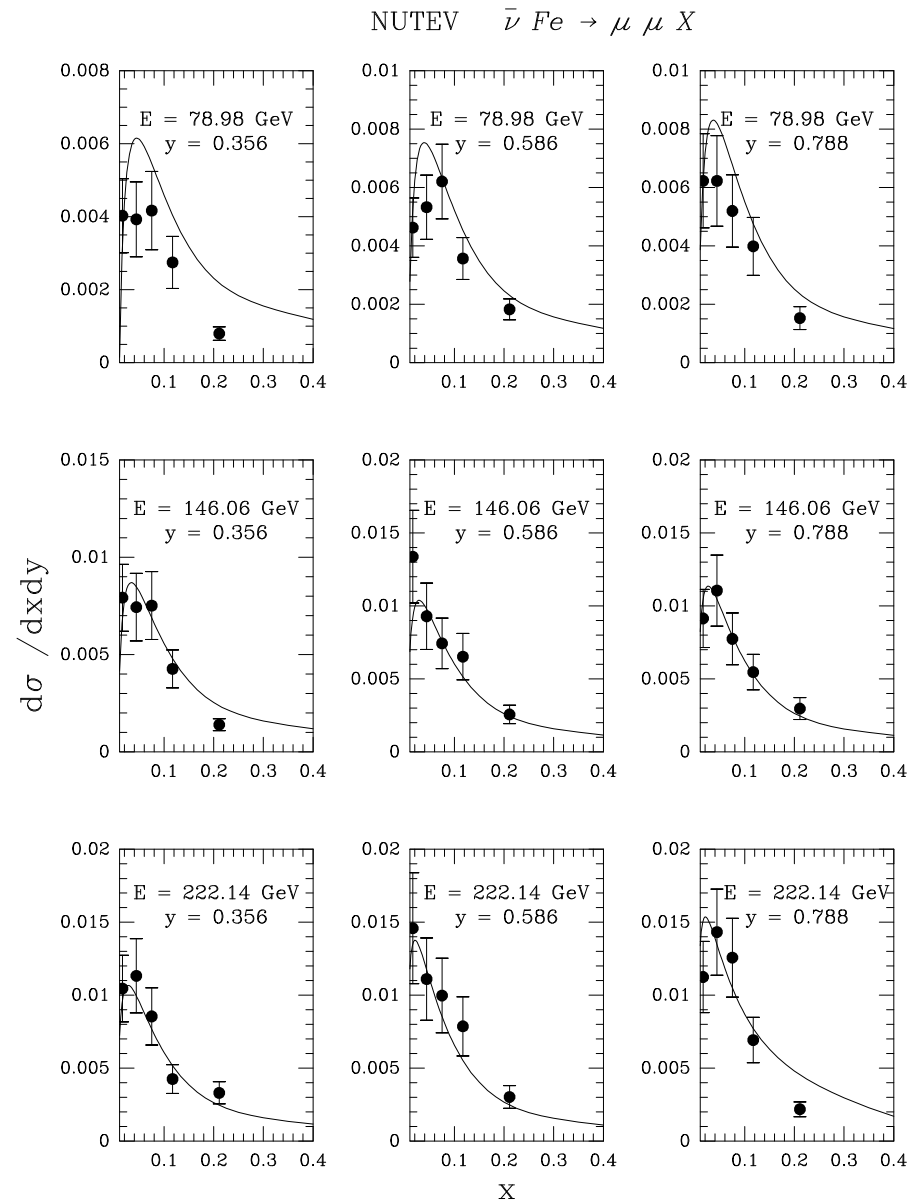 NUTEV ν̄ Fe → μ μ X
0.008 0.01 0.01
E = 78.98 GeV E = 78.98 GeV E = 78.98 GeV
y = 0.356 y = 0.586 y = 0.788
0.008 0.008
0.006
0.006 0.006
0.004
0.004 0.004
0.002
0.002 0.002
0 0 0
0.1 0.2 0.3 0.4 0.1 0.2 0.3 0.4 0.1 0.2 0.3 0.4
0.015 0.02 0.02
E = 146.06 GeV E = 146.06 GeV E = 146.06 GeV
y = 0.356 y = 0.586 y = 0.788
0.015 0.015
0.01
0.01 0.01
0.005
0.005 0.005
0 0 0
0.1 0.2 0.3 0.4 0.1 0.2 0.3 0.4 0.1 0.2 0.3 0.4
dσ /dxdy
0.02 0.02 0.02
E = 222.14 GeV E = 222.14 GeV E = 222.14 GeV
y = 0.356 y = 0.586 y = 0.788
0.015 0.015 0.015
0.01 0.01 0.01
0.005 0.005 0.005
0 0 0
0.1 0.2 0.3 0.4 0.1 0.2 0.3 0.4 0.1 0.2 0.3 0.4
x